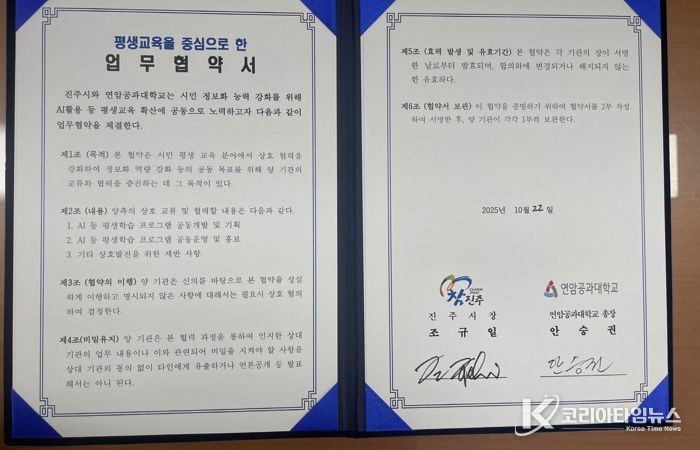 평생교육을 중심으로 한
업무협약서
진주시와 연암공과대학교는 시민 정보화 능력 강화를 위해
AI활용 등 평생교육 확산에 공동으로 노력하고자 다음과 같이
업무협약을 체결한다.
제1조 (목적) 본 협약은 시민 평생 교육 분야에서 상호 협력을
강화하여 정보화 역량 강화 등의 공동 목표를 위해 양 기관의
교류와 협력을 증진하는 데 그 목적이 있다.
제2조 (내용) 양측의 상호 교류 및 협력할 내용은 다음과 같다.
1. AI 등 평생학습 프로그램 공동개발 및 기획
2. AI 등 평생학습 프로그램 공동운영 및 홍보
3. 기타 상호발전을 위한 제반 사항
제3조 (협약의 이행) 양 기관은 신의를 바탕으로 본 협약을 성실
하게 이행하고 명시되지 않은 사항에 대해서는 필요시 상호 협의
하여 결정한다.
제4조(비밀유지) 양 기관은 본 협력 과정을 통하여 인지한 상대
기관의 업무 내용이나 이와 관련되어 비밀을 지켜야 할 사항을
상대 기관의 동의 없이 타인에게 유출하거나 언론공개 등 발표
해서는 아니 된다.
제5조 (효력 발생 및 유효기간) 본 협약은 각 기관의 장이 서명
한 날로부터 발효되며, 합의하에 변경되거나 해지되지 않는
한 유효하다.
제6조 (협약서 보관) 이 협약을 증명하기 위하여 협약서를 2부 작성
하여 서명한 후, 양 기관이 각각 1부씩 보관한다.
2025년 10월 22일
참진주
진주시장
조규일
연암공과대학교
연암공과대학교 총장
안승권
안승권
코리아타임뉴스
Korea Time News